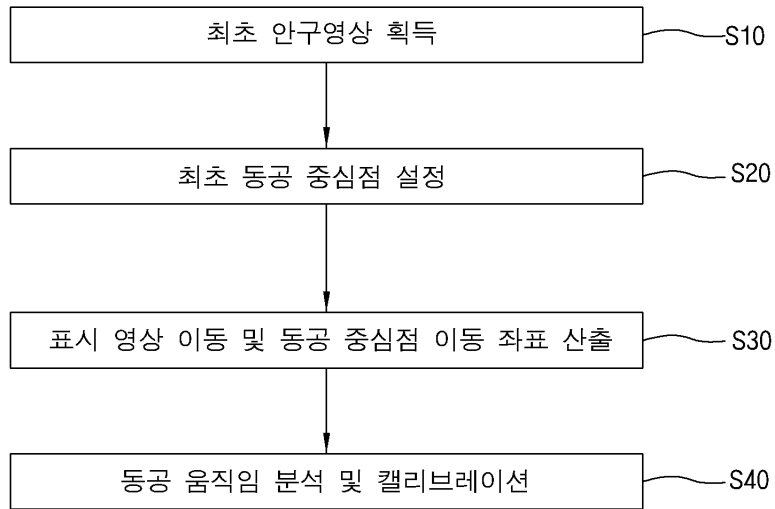 최초 안구영상 획득 S10
최초 동공 중심점 설정 S20
표시 영상 이동 및 동공 중심점 이동 좌표 산출 S30
동공 움직임 분석 및 캘리브레이션 S40